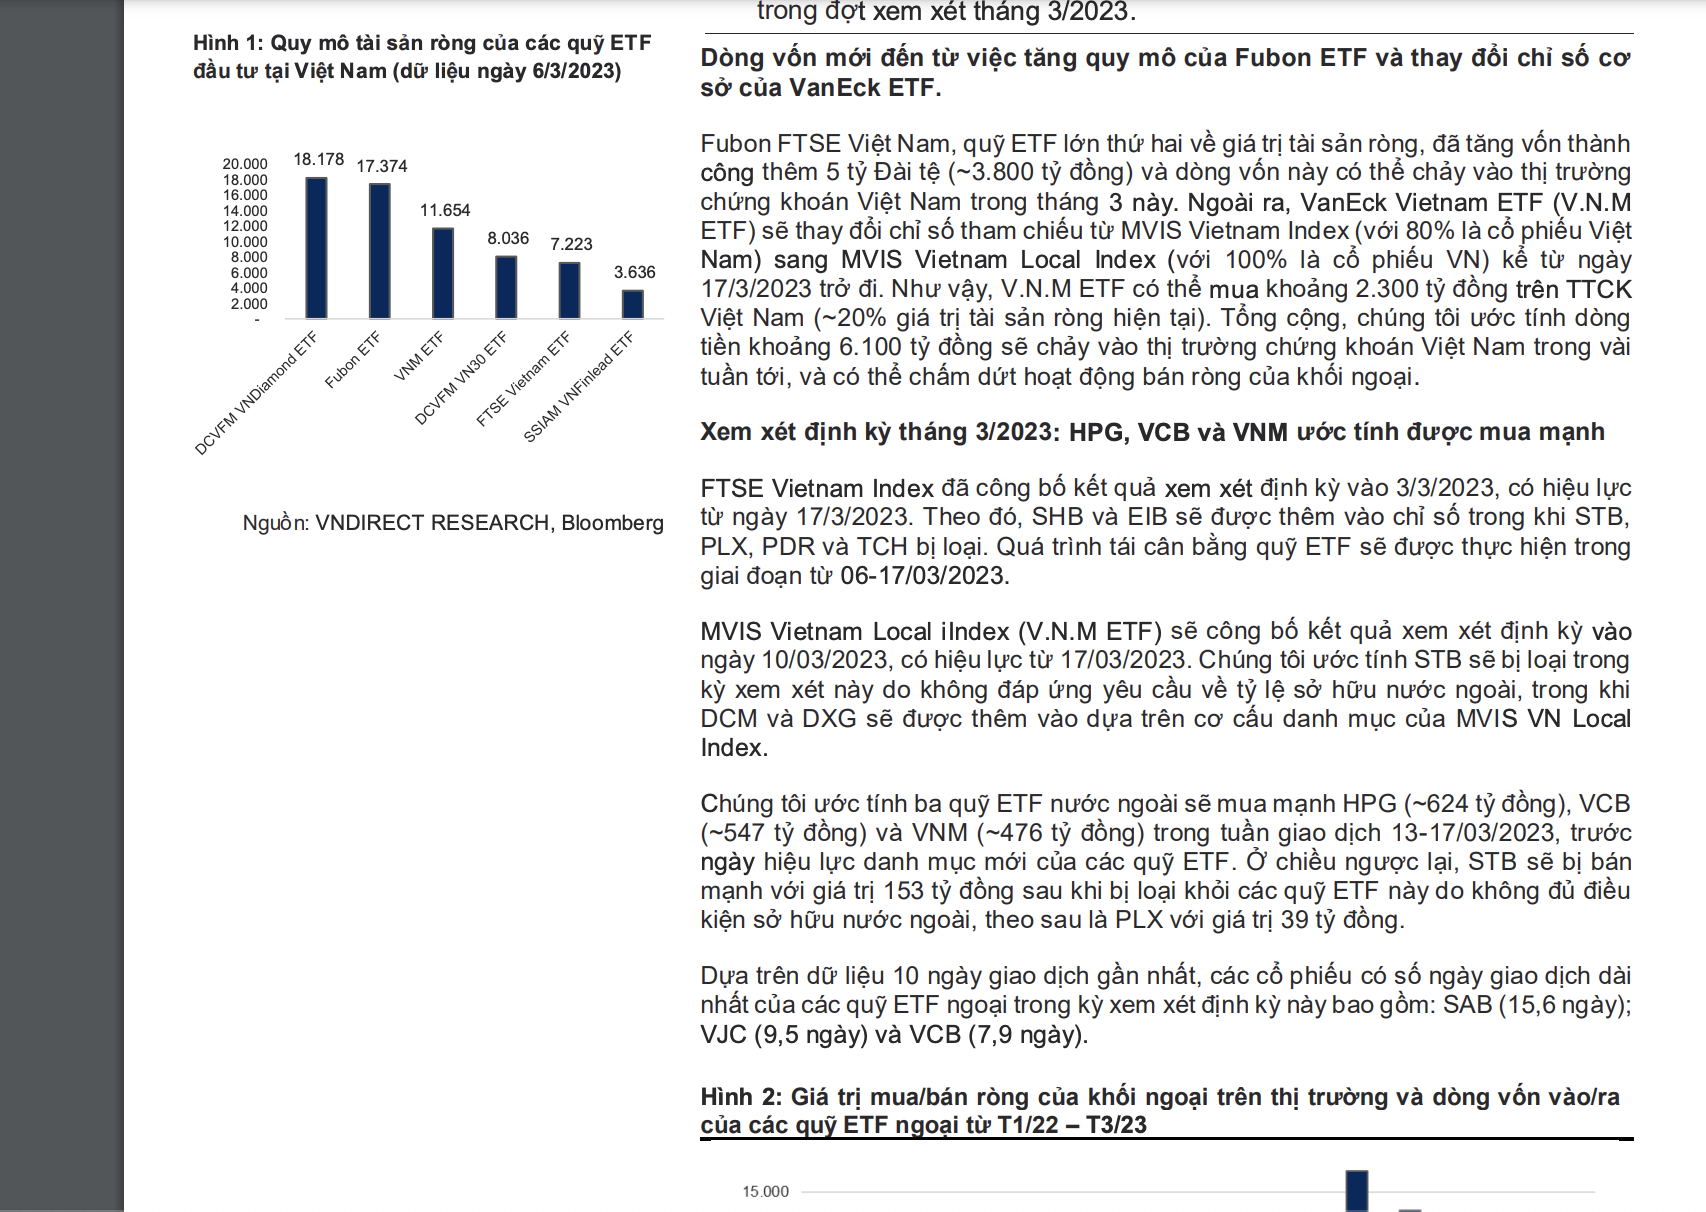 trong đợt xem xét tháng 3/2023.
Hình 1: Quy mô tài sản ròng của các quỹ ETF
đầu tư tại Việt Nam (dữ liệu ngày 6/3/2023)
20.000
18.000
16.000
14.000
12.000
10.000
8.000
6.000
4.000
2.000
-
18.178
17.374
11.654
8.036
7.223
3.636
DCVFM VNDiamond ETF
Fubon ETF
VNM ETF
DCVFM VN30 ETF
FTSE Vietnam ETF
SSIAM VNFinlead ETF
Nguồn: VNDIRECT RESEARCH, Bloomberg
Dòng vốn mới đến từ việc tăng quy mô của Fubon ETF và thay đổi chỉ số cơ
sở của VanEck ETF.
Fubon FTSE Việt Nam, quỹ ETF lớn thứ hai về giá trị tài sản ròng, đã tăng vốn thành
công thêm 5 tỷ Đài tệ (~3.800 tỷ đồng) và dòng vốn này có thể chảy vào thị trường
chứng khoán Việt Nam trong tháng 3 này. Ngoài ra, VanEck Vietnam ETF (V.N.M
ETF) sẽ thay đổi chỉ số tham chiếu từ MVIS Vietnam Index (với 80% là cổ phiếu Việt
Nam) sang MVIS Vietnam Local Index (với 100% là cổ phiếu VN) kể từ ngày
17/3/2023 trở đi. Như vậy, V.N.M ETF có thể mua khoảng 2.300 tỷ đồng trên TTCK
Việt Nam (~20% giá trị tài sản ròng hiện tại). Tổng cộng, chúng tôi ước tính dòng
tiền khoảng 6.100 tỷ đồng sẽ chảy vào thị trường chứng khoán Việt Nam trong vài
tuần tới, và có thể chấm dứt hoạt động bán ròng của khối ngoại.
Xem xét định kỳ tháng 3/2023: HPG, VCB và VNM ước tính được mua mạnh
FTSE Vietnam Index đã công bố kết quả xem xét định kỳ vào 3/3/2023, có hiệu lực
từ ngày 17/3/2023. Theo đó, SHB và EIB sẽ được thêm vào chỉ số trong khi STB,
PLX, PDR và TCH bị loại. Quá trình tái cân bằng quỹ ETF sẽ được thực hiện trong
giai đoạn từ 06-17/03/2023.
MVIS Vietnam Local iIndex (V.N.M ETF) sẽ công bố kết quả xem xét định kỳ vào
ngày 10/03/2023, có hiệu lực từ 17/03/2023. Chúng tôi ước tính STB sẽ bị loại trong
kỳ xem xét này do không đáp ứng yêu cầu về tỷ lệ sở hữu nước ngoài, trong khi
DCM và DXG sẽ được thêm vào dựa trên cơ cấu danh mục của MVIS VN Local
Index.
Chúng tôi ước tính ba quỹ ETF nước ngoài sẽ mua mạnh HPG (~624 tỷ đồng), VCB
(~547 tỷ đồng) và VNM (~476 tỷ đồng) trong tuần giao dịch 13-17/03/2023, trước
ngày hiệu lực danh mục mới của các quỹ ETF. Ở chiều ngược lại, STB sẽ bị bán
mạnh với giá trị 153 tỷ đồng sau khi bị loại khỏi các quỹ ETF này do không đủ điều
kiện sở hữu nước ngoài, theo sau là PLX với giá trị 39 tỷ đồng.
Dựa trên dữ liệu 10 ngày giao dịch gần nhất, các cổ phiếu có số ngày giao dịch dài
nhất của các quỹ ETF ngoại trong kỳ xem xét định kỳ này bao gồm: SAB (15,6 ngày);
VJC (9,5 ngày) và VCB (7,9 ngày).
Hình 2: Giá trị mua/bán ròng của khối ngoại trên thị trường và dòng vốn vào/ra
của các quỹ ETF ngoại từ T1/22 – T3/23
15.000